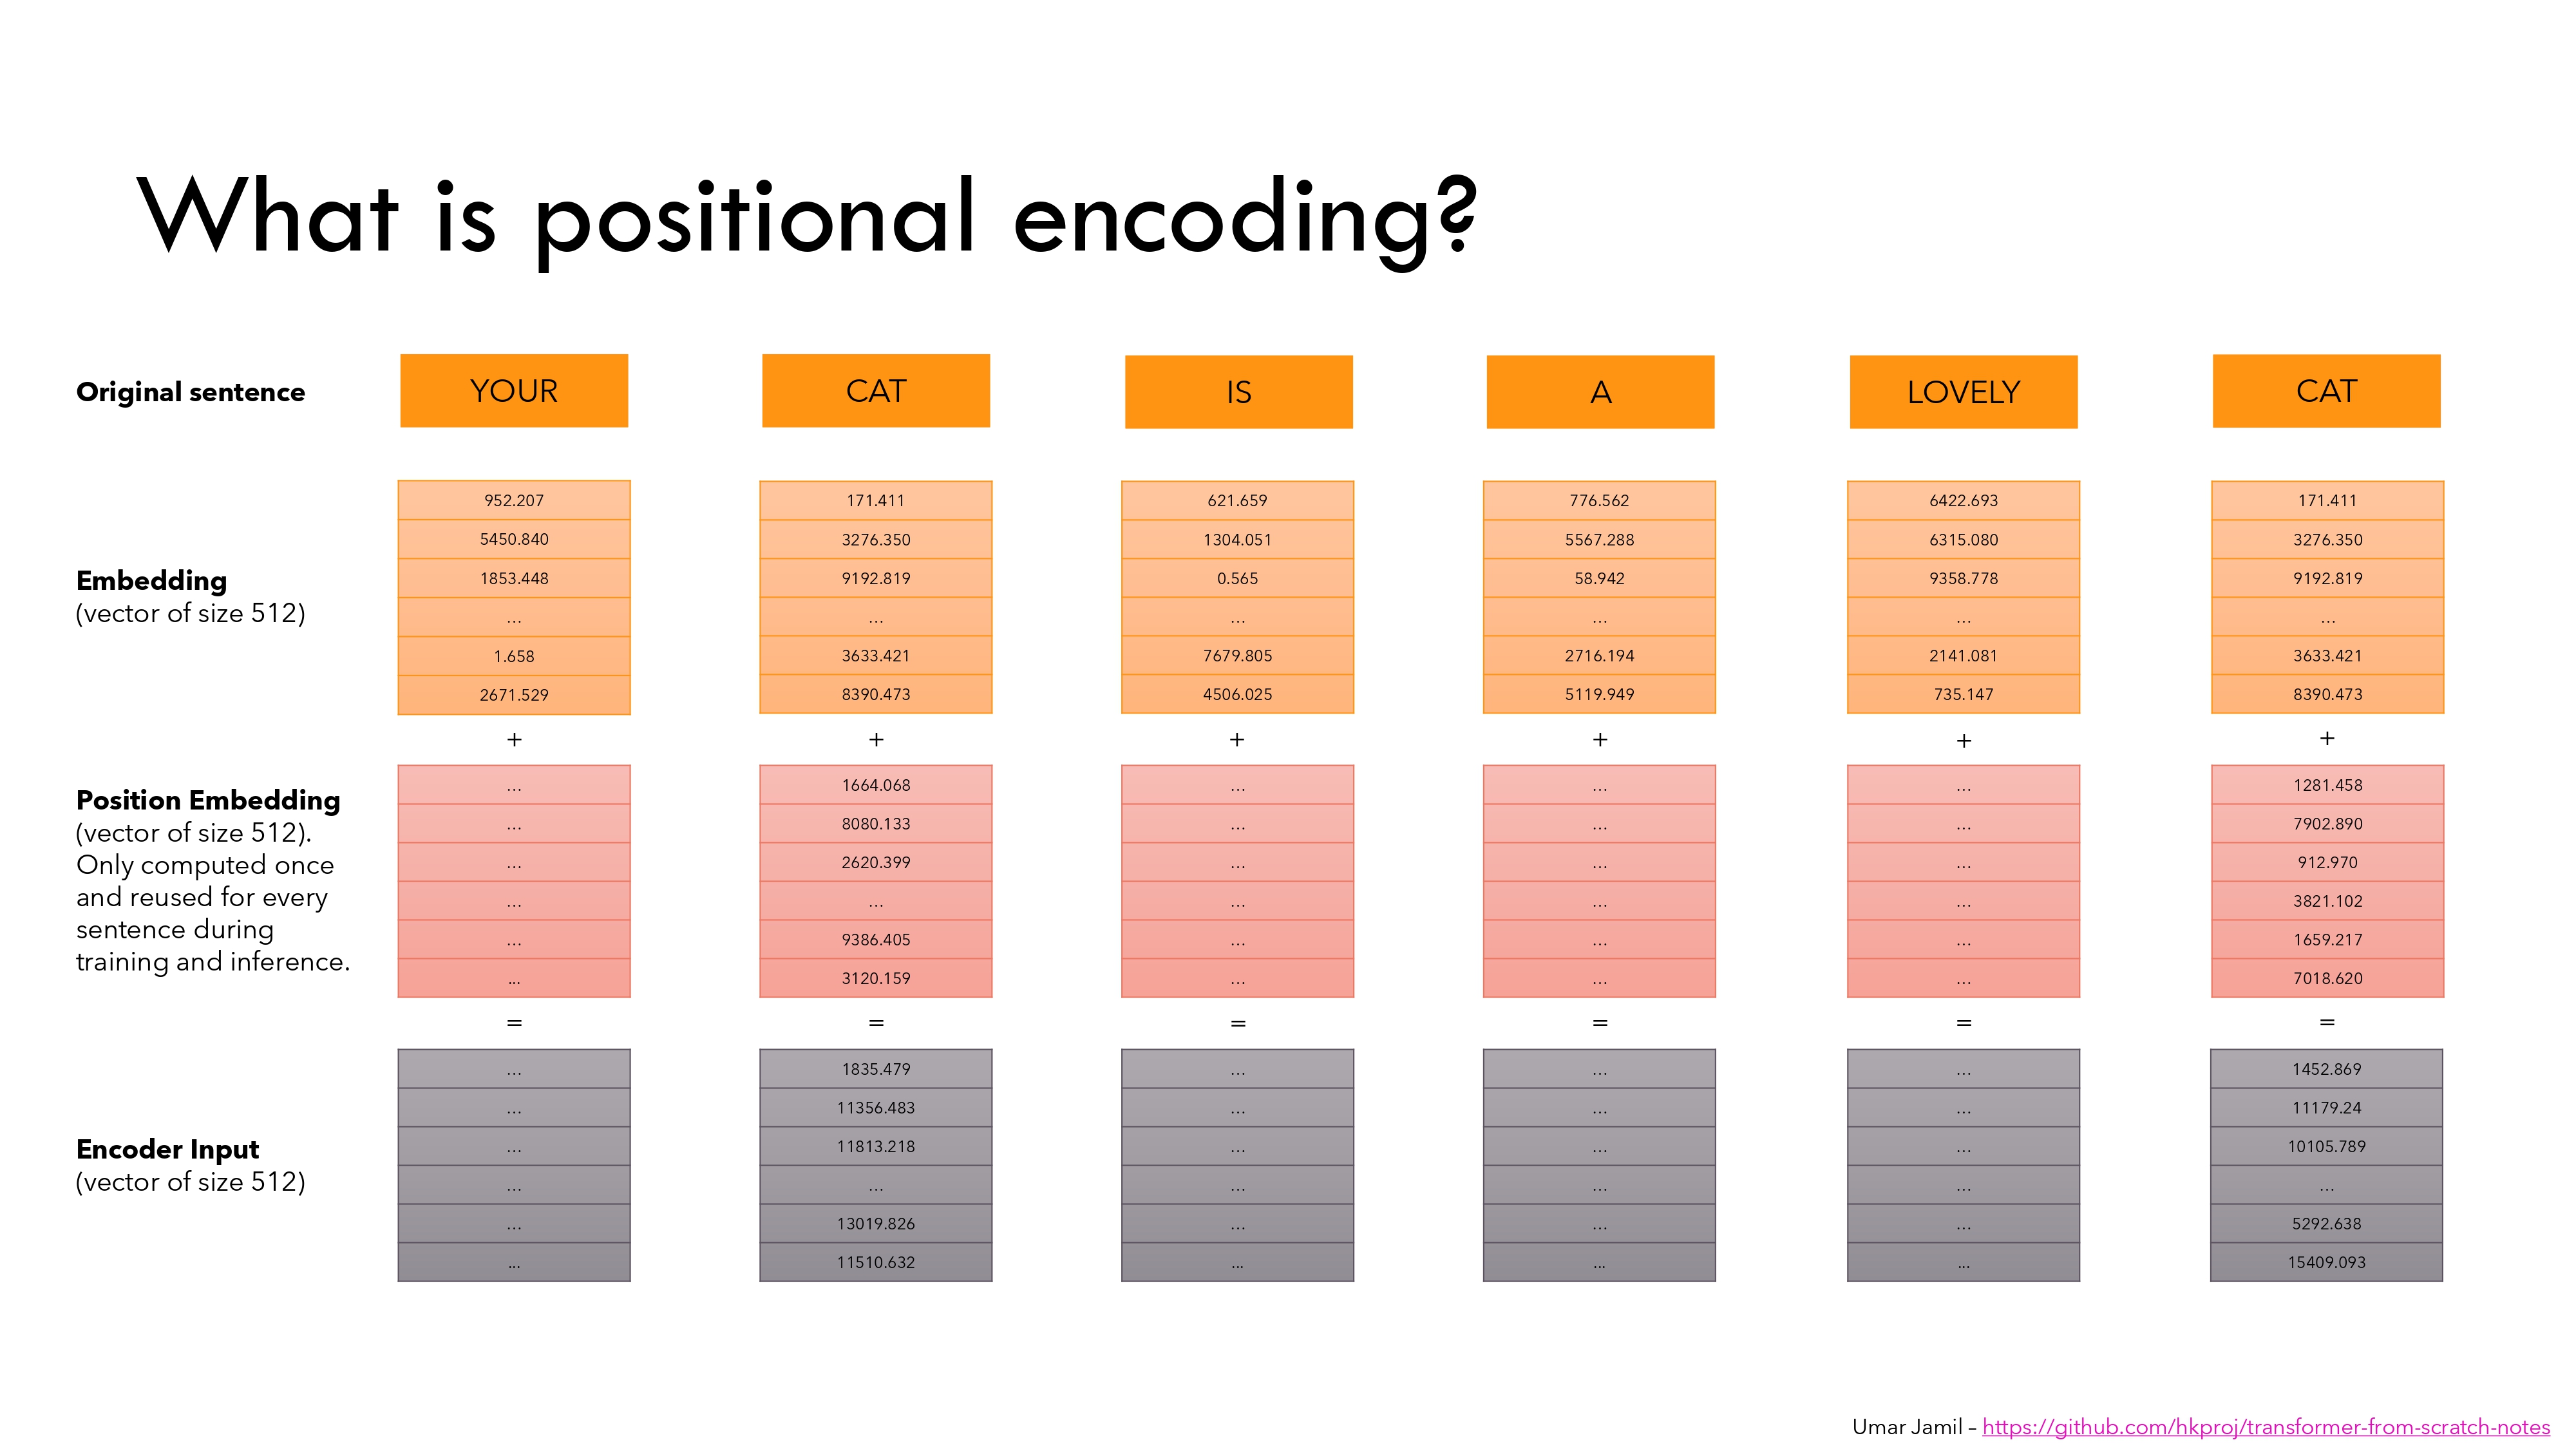 What is positional encoding?
Original sentence
YOUR CAT IS A LOVELY CAT
Embedding
(vector of size 512)
952.207 171.411 621.659 776.562 6422.693 171.411
5450.840 3276.350 1304.051 5567.288 6315.080 3276.350
1853.448 9192.819 0.565 58.942 9358.778 9192.819
… … … … … …
1.658 3633.421 7679.805 2716.194 2141.081 3633.421
2671.529 8390.473 4506.025 5119.949 735.147 8390.473
+ + + + + +
Position Embedding
(vector of size 512).
Only computed once
and reused for every
sentence during
training and inference.
… 1664.068 … … … 1281.458
… 8080.133 … … … 7902.890
… 2620.399 … … … 912.970
… … … … … 3821.102
… 9386.405 … … … 1659.217
... 3120.159 … … … 7018.620
= = = = = =
Encoder Input
(vector of size 512)
… 1835.479 … … … 1452.869
… 11356.483 … … … 11179.24
… 11813.218 … … … 10105.789
… … … … … …
… 13019.826 … … … 5292.638
... 11510.632 ... ... ... 15409.093
Umar Jamil – https://github.com/hkproj/transformer-from-scratch-notes